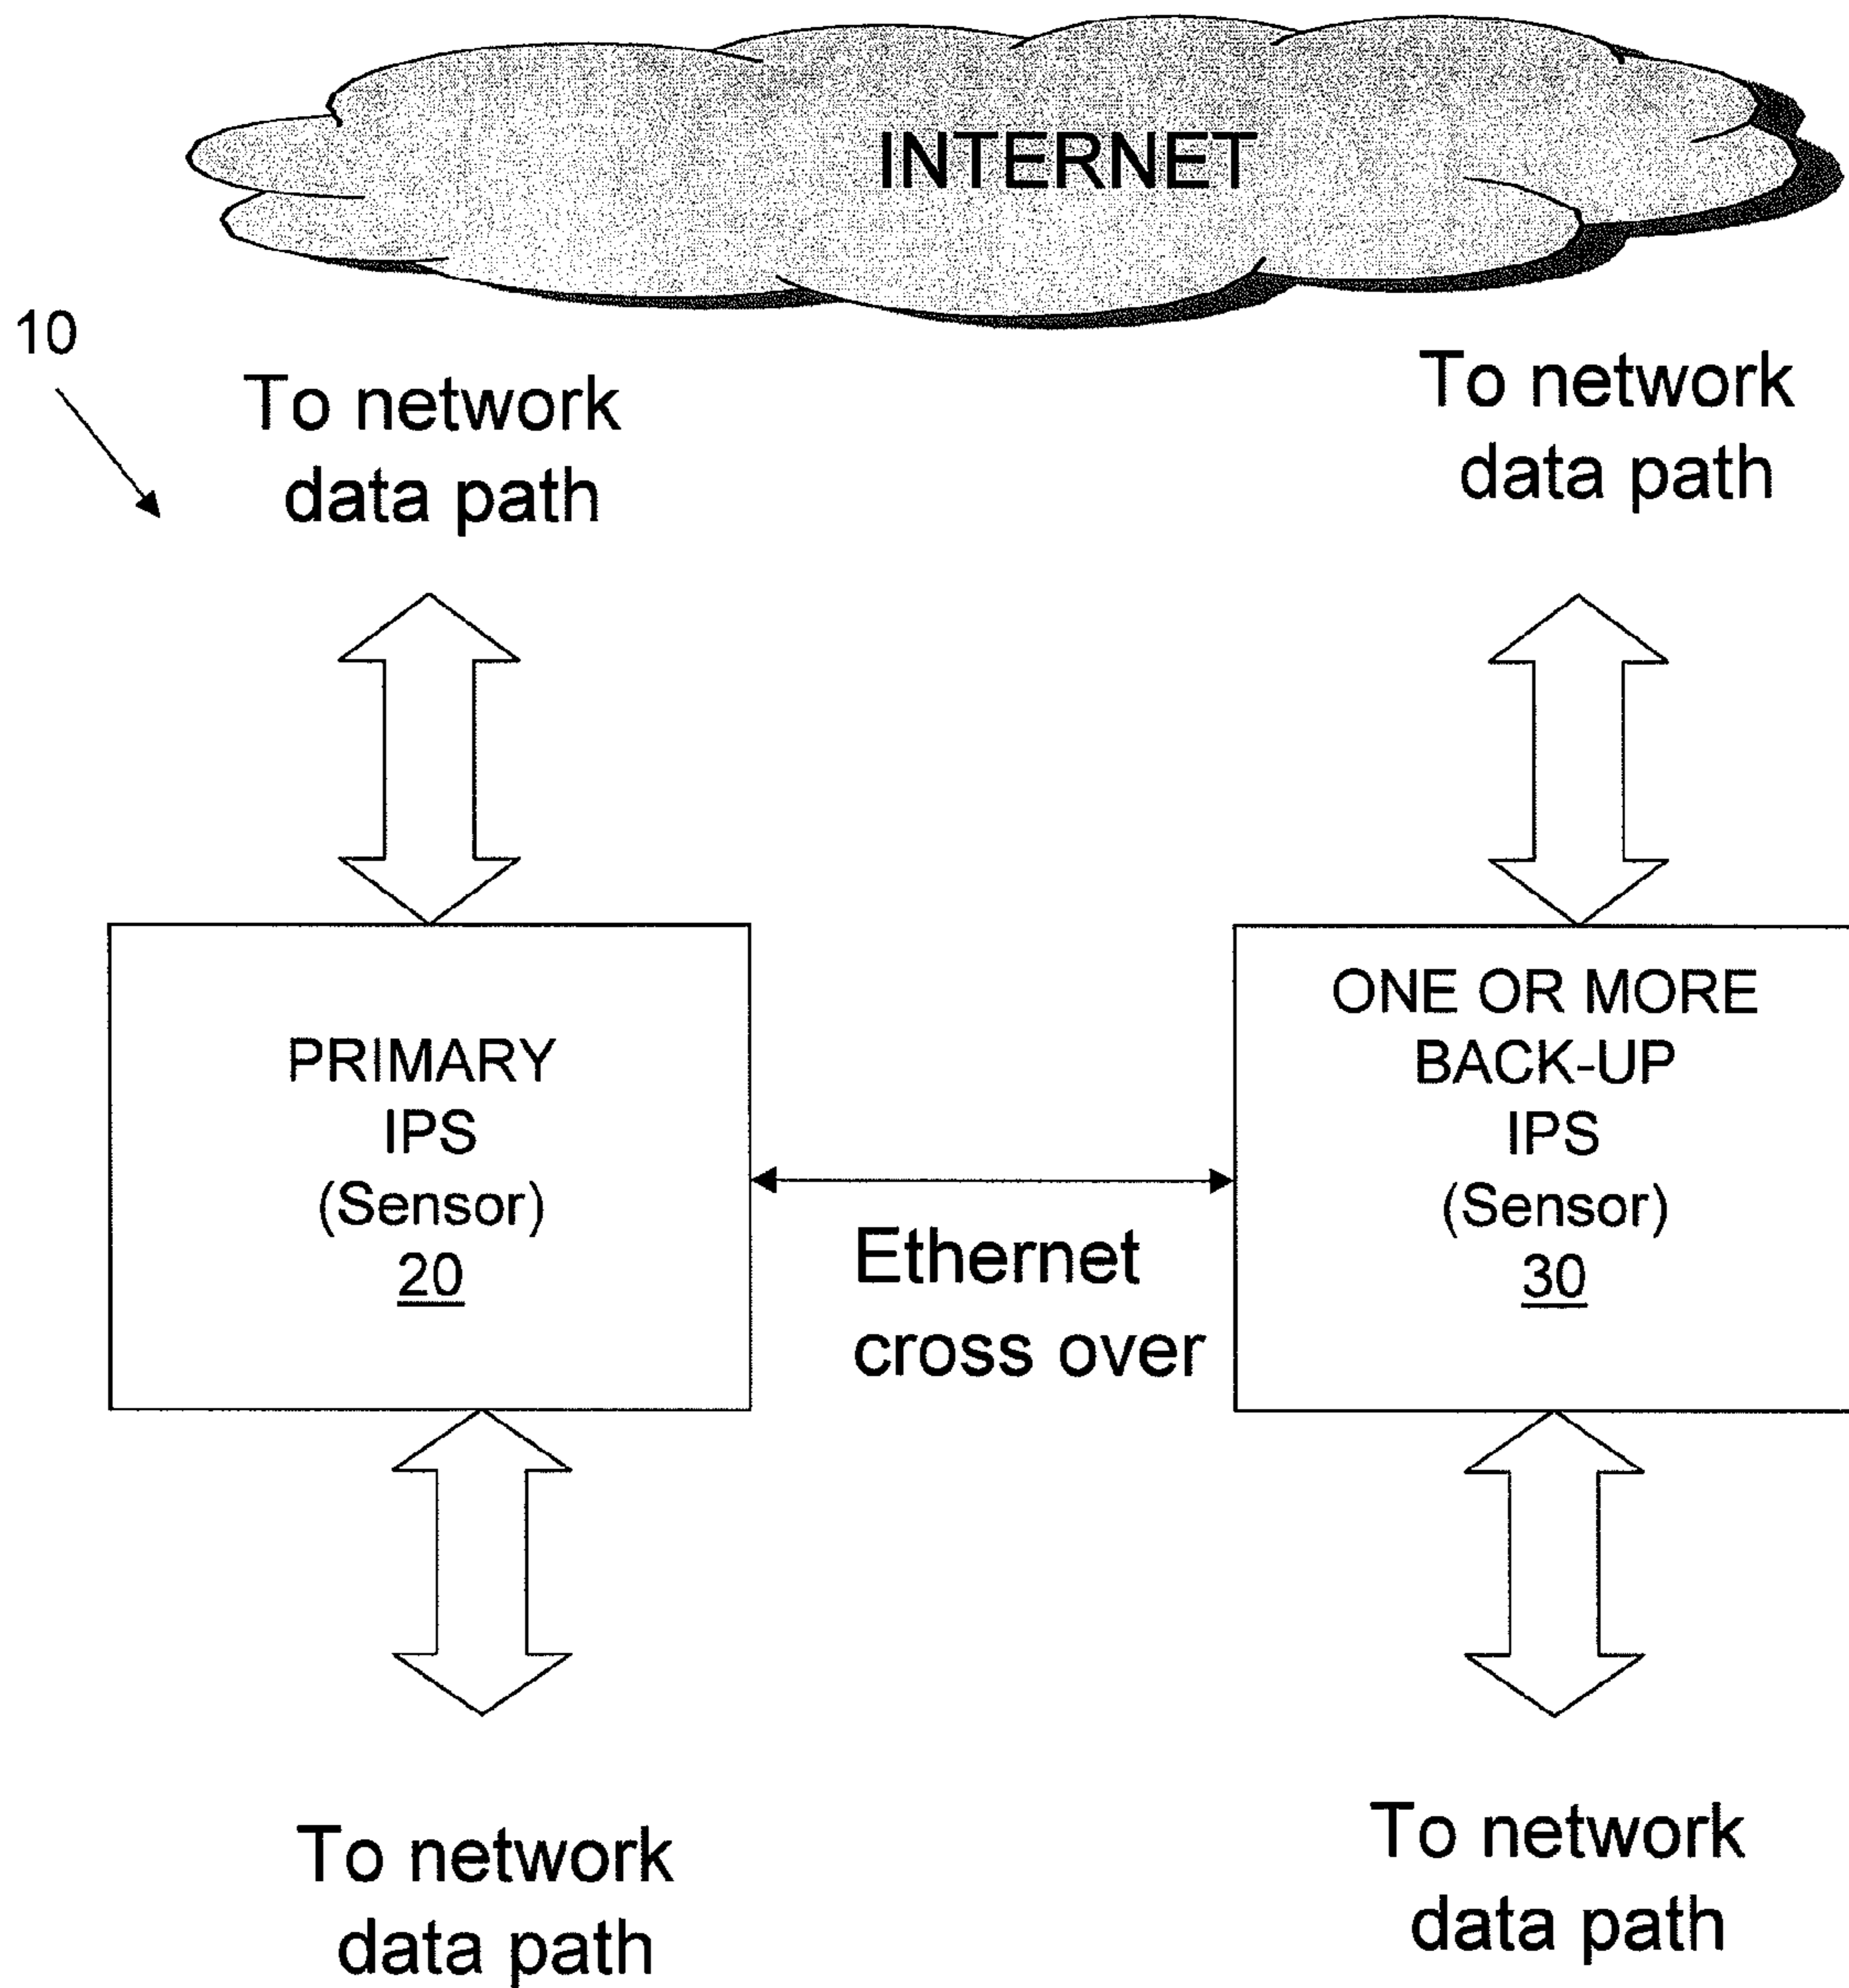 INTERNET
10
To network
data path
To network
data path
PRIMARY
IPS
(Sensor)
20
Ethernet
cross over
ONE OR MORE
BACK-UP
IPS
(Sensor)
30
To network
data path
To network
data path